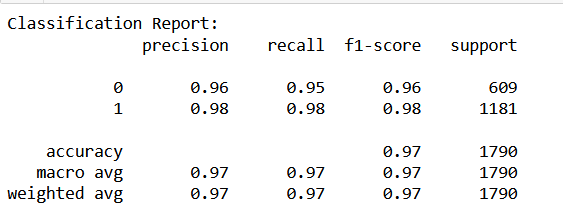 Classification Report:
precision recall f1-score support
0 0.96 0.95 0.96 609
1 0.98 0.98 0.98 1181
accuracy 0.97 1790
macro avg 0.97 0.97 0.97 1790
weighted avg 0.97 0.97 0.97 1790